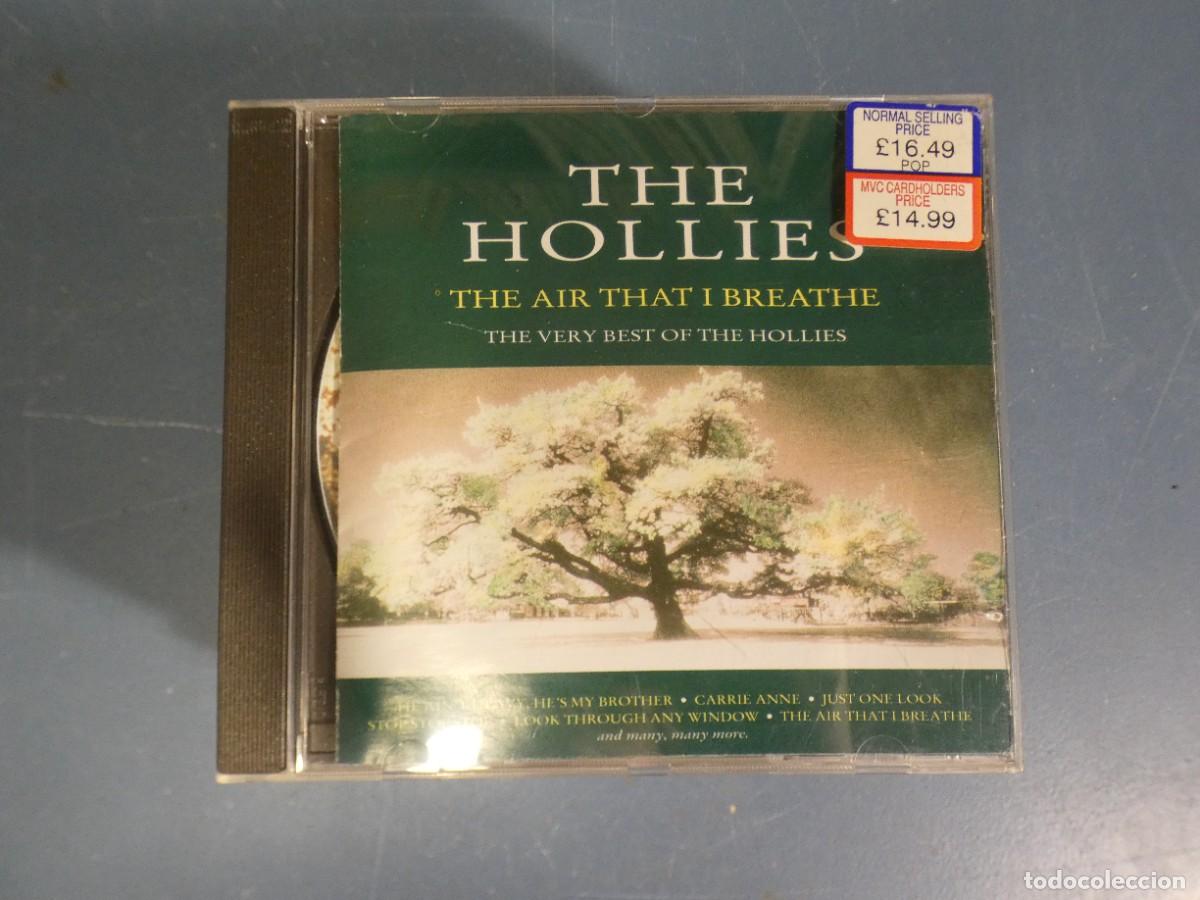 NORMAL SELLING
PRICE
£16.49
POP
MVC CARDHOLDERS
PRICE
£14.99
THE
HOLLIES
THE AIR THAT I BREATHE
THE VERY BEST OF THE HOLLIES
HE'S MY BROTHER • CARRIE ANNE • JUST ONE LOOK
LOOK THROUGH ANY WINDOW • THE AIR THAT I BREATHE
and many, many more.
todocoleccion